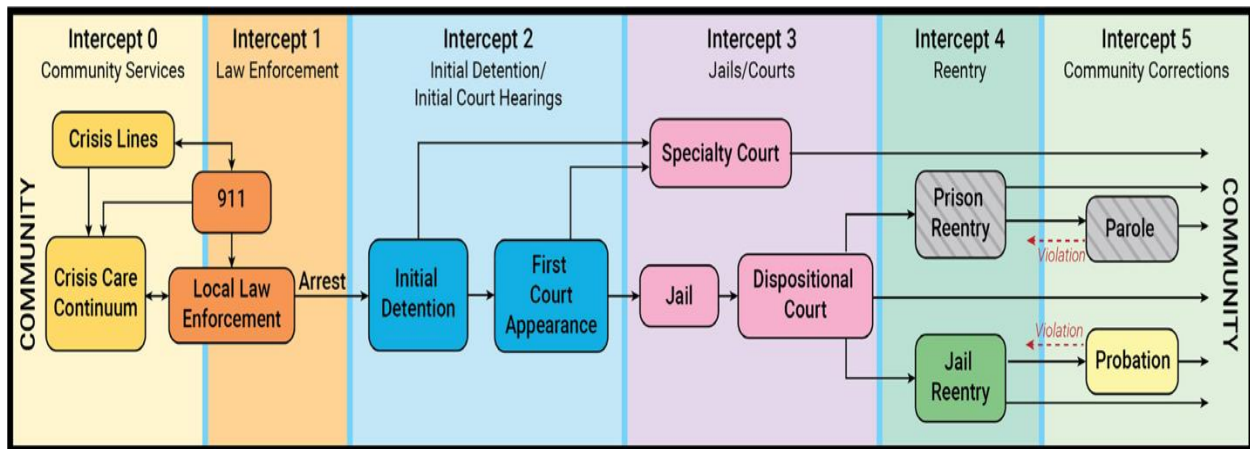 Intercept 0
Community Services
Intercept 1
Law Enforcement
Intercept 2
Initial Detention/
Initial Court Hearings
Intercept 3
Jails/Courts
Intercept 4
Reentry
Intercept 5
Community Corrections
COMMUNITY
Crisis Lines
911
Crisis Care
Continuum
Local Law
Enforcement
Arrest
Initial
Detention
First
Court
Appearance
Specialty Court
Jail
Dispositional
Court
Prison
Reentry
Violation
Parole
Jail
Reentry
Violation
Probation
COMMUNITY